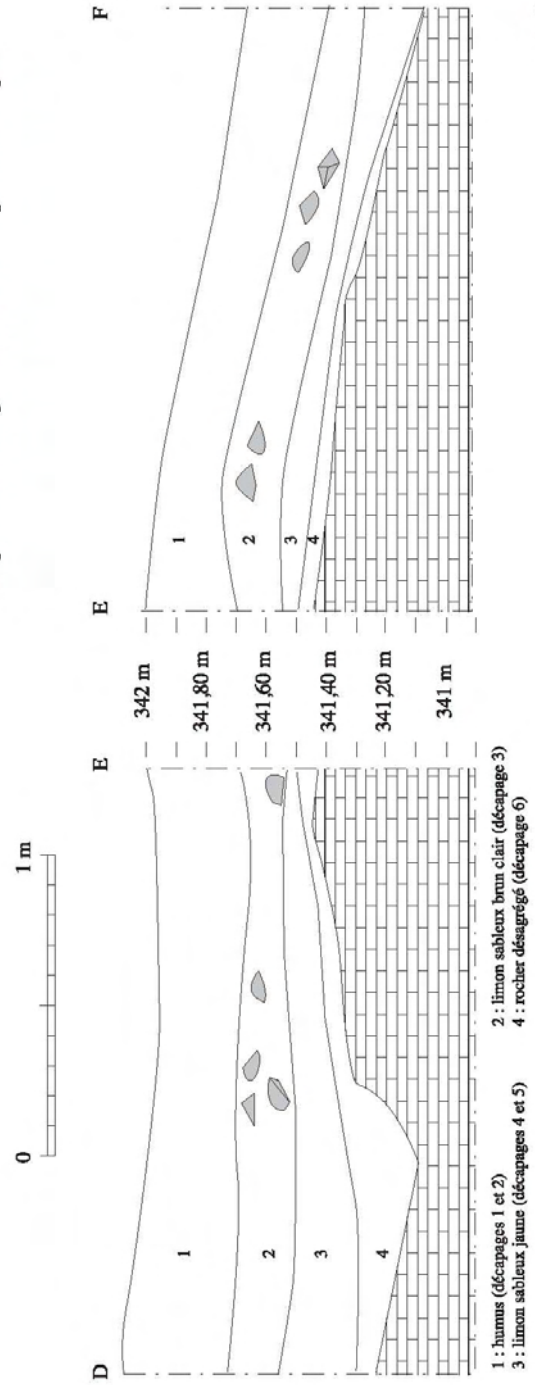 0 1 m
D E E F
342 m
341,80 m
341,60 m
341,40 m
341,20 m
341 m
1
2
3
4
1
2
3
4
1 : humus (décapages 1 et 2)
2 : limon sableux brun clair (décapage 3)
3 : limon sableux jaune (décapages 4 et 5)
4 : rocher désagrégé (décapage 6)